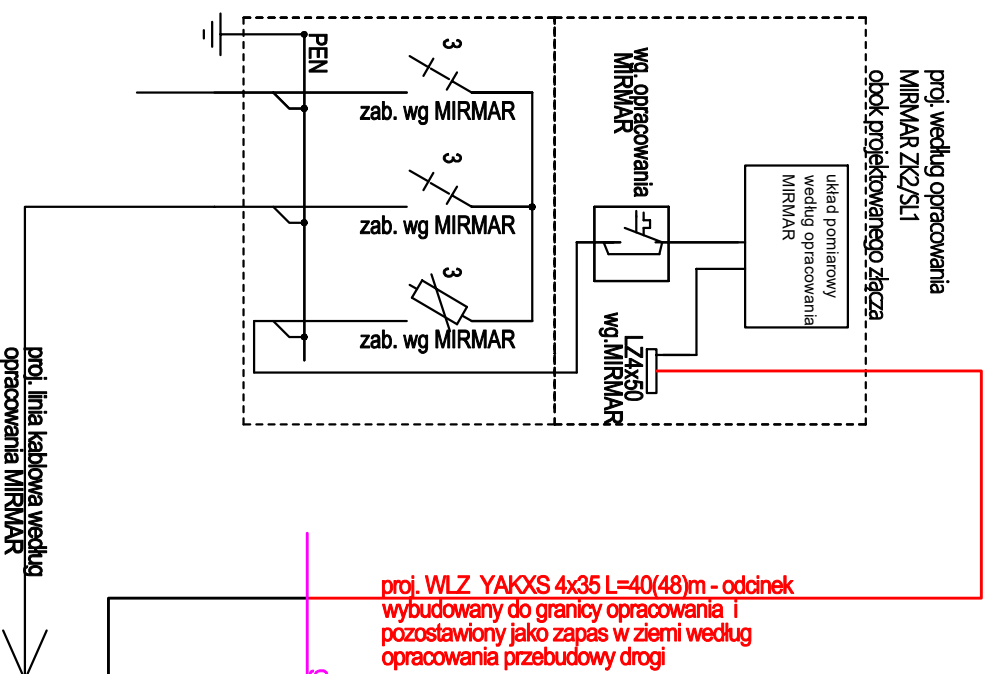 proj. według opracowania
MIRMAR ZK2/SL1
obok projektowanego złącza
układ pomiarowy
według opracowania
MIRMAR
wg. opracowania
MIRMAR
LZ4x50
wg.MIRMAR
PEN
3
zab. wg MIRMAR
3
zab. wg MIRMAR
3
zab. wg MIRMAR
proj. linia kablowa według
opracowania MIRMAR
proj. WLZ YAKXS 4x35 L=40(48)m - odcinek
wybudowany do granicy opracowania i
pozostawiony jako zapas w ziemi według
opracowania przebudowy drogi